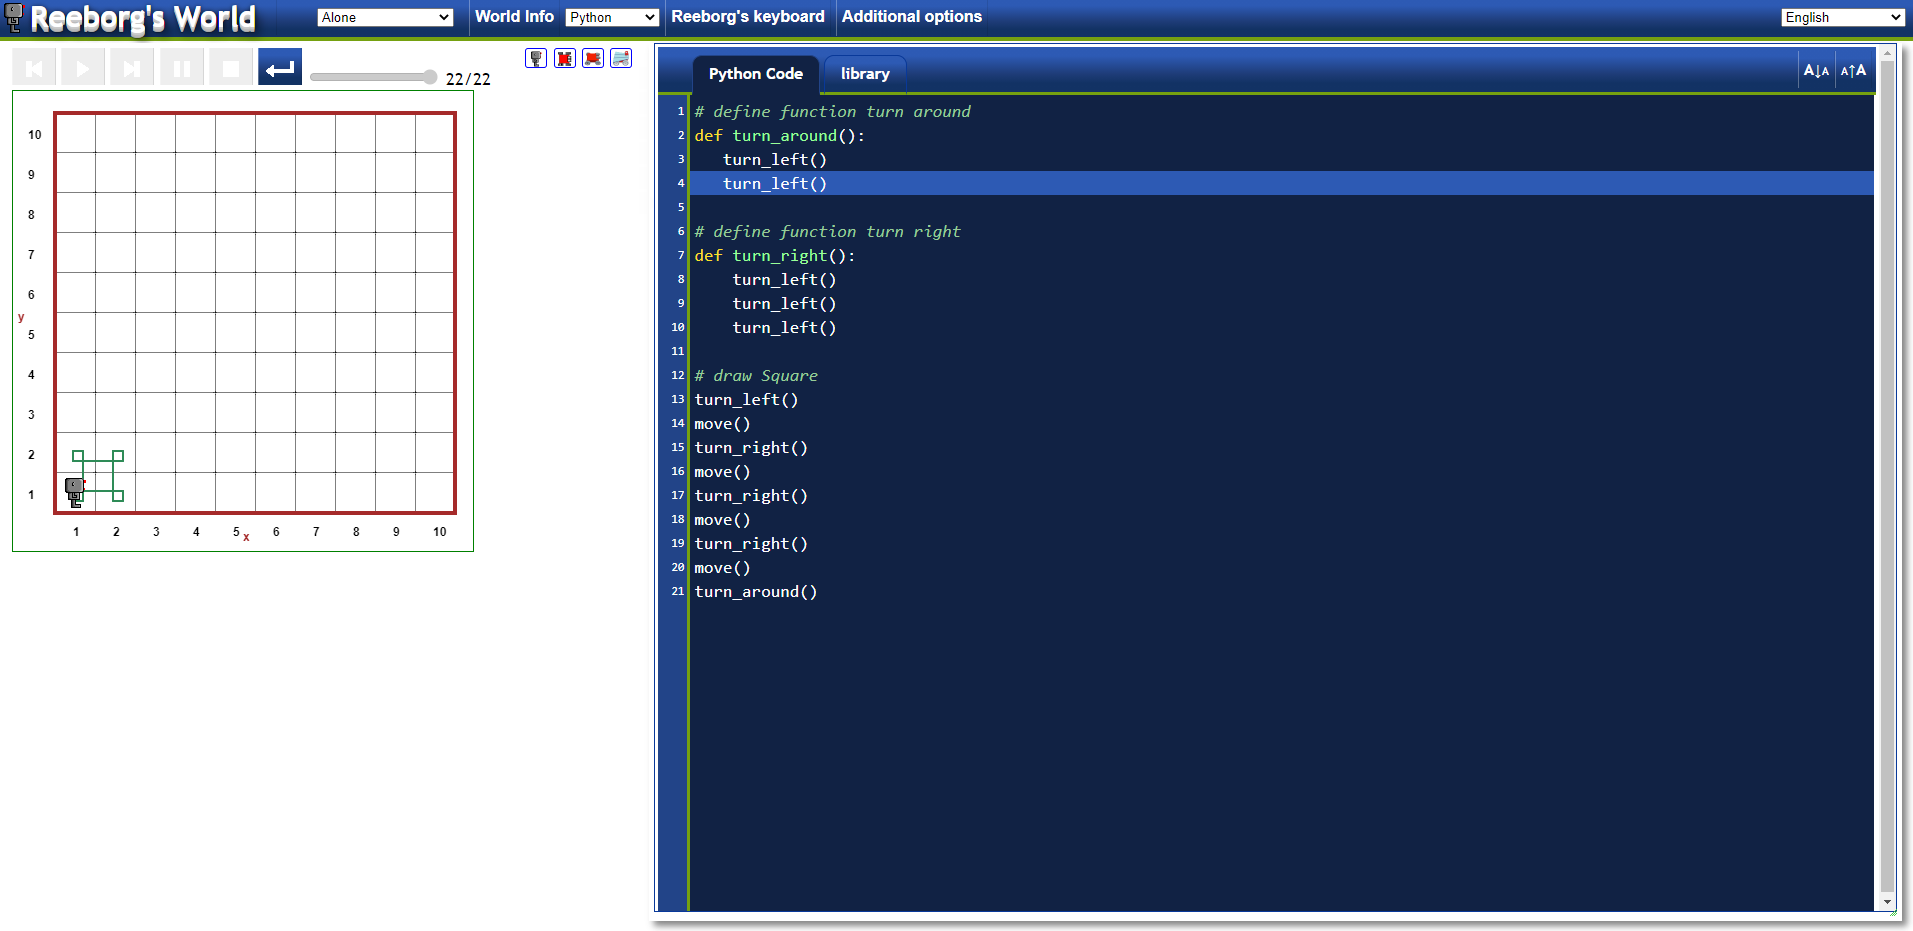 Reeborg's World
Alone
World Info
Python
Reeborg's keyboard
Additional options
English
22/22
Python Code
library
A↓A
A↑A
10
9
8
7
6
y
5
4
3
2
1
1 2 3 4 5 x 6 7 8 9 10
1 # define function turn around
2 def turn_around():
3 turn_left()
4 turn_left()
5
6 # define function turn right
7 def turn_right():
8 turn_left()
9 turn_left()
10 turn_left()
11
12 # draw Square
13 turn_left()
14 move()
15 turn_right()
16 move()
17 turn_right()
18 move()
19 turn_right()
20 move()
21 turn_around()